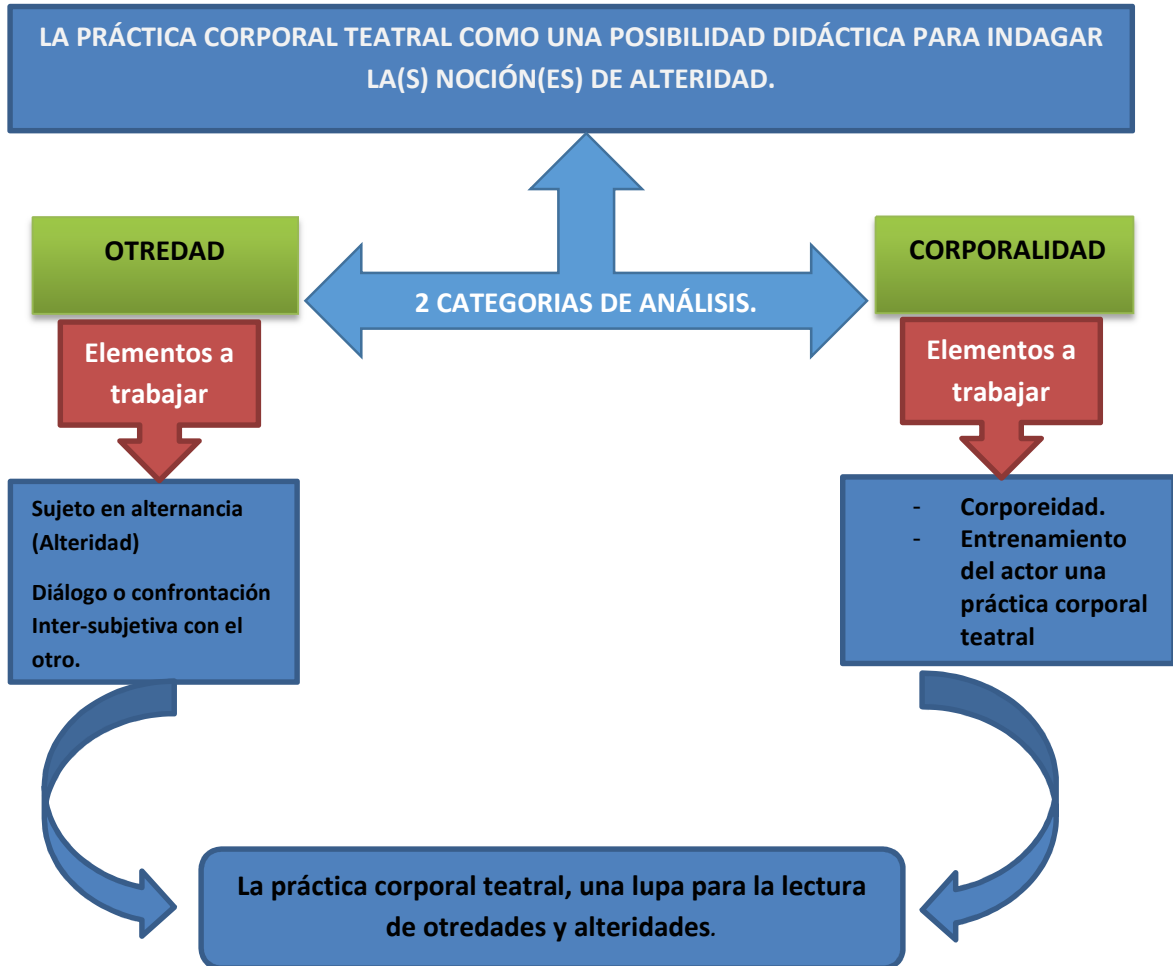 LA PRÁCTICA CORPORAL TEATRAL COMO UNA POSIBILIDAD DIDÁCTICA PARA INDAGAR
LA(S) NOCIÓN(ES) DE ALTERIDAD.
OTREDAD
2 CATEGORIAS DE ANÁLISIS.
CORPORALIDAD
Elementos a
trabajar
Elementos a
trabajar
Sujeto en alternancia
(Alteridad)
Diálogo o confrontación
Inter-subjetiva con el
otro.
- Corporeidad.
- Entrenamiento
del actor una
práctica corporal
teatral
La práctica corporal teatral, una lupa para la lectura
de otredades y alteridades.